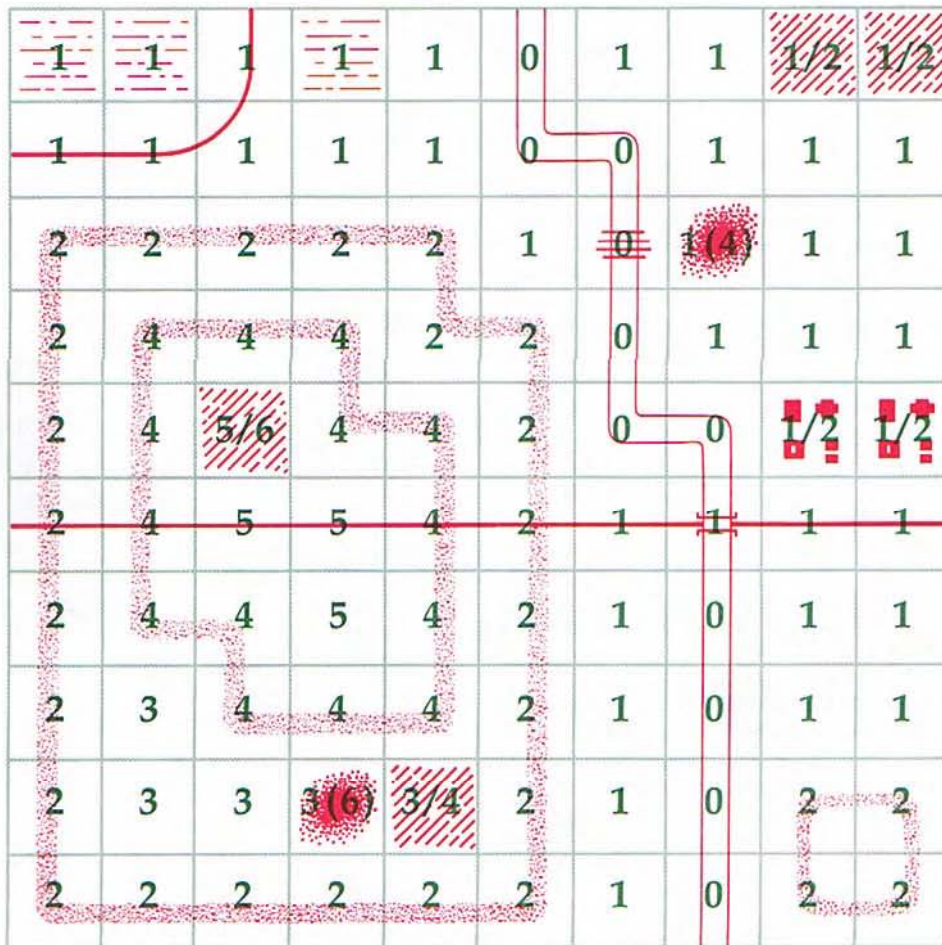 1 1 1 1 1 0 1 1 1/2 1/2
1 1 1 1 1 0 0 1 1 1
2 2 2 2 2 1 0 1(4) 1 1
2 4 4 4 2 2 0 1 1 1
2 4 5/6 4 4 2 0 0 1/2 1/2
2 4 5 5 4 2 1 1 1 1
2 4 4 5 4 2 1 0 1 1
2 3 4 4 4 2 1 0 1 1
2 3 3 3(6) 3/4 2 1 0 2 2
2 2 2 2 2 2 1 0 2 2